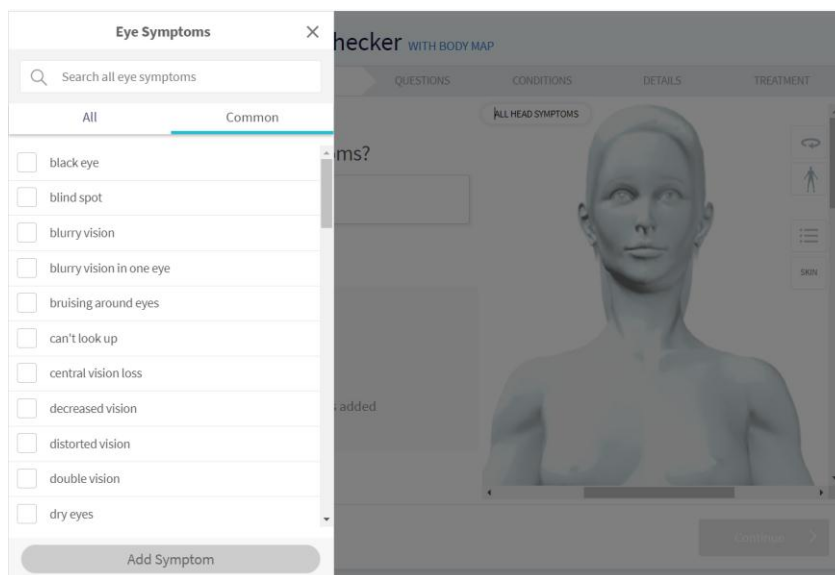 Eye Symptoms
Search all eye symptoms
All
Common
black eye
blind spot
blurry vision
blurry vision in one eye
bruising around eyes
can't look up
central vision loss
decreased vision
distorted vision
double vision
dry eyes
Add Symptom
hecker WITH BODY MAP
QUESTIONS
CONDITIONS
DETAILS
TREATMENT
ALL HEAD SYMPTOMS
ms?
SKIN
s added
Continue